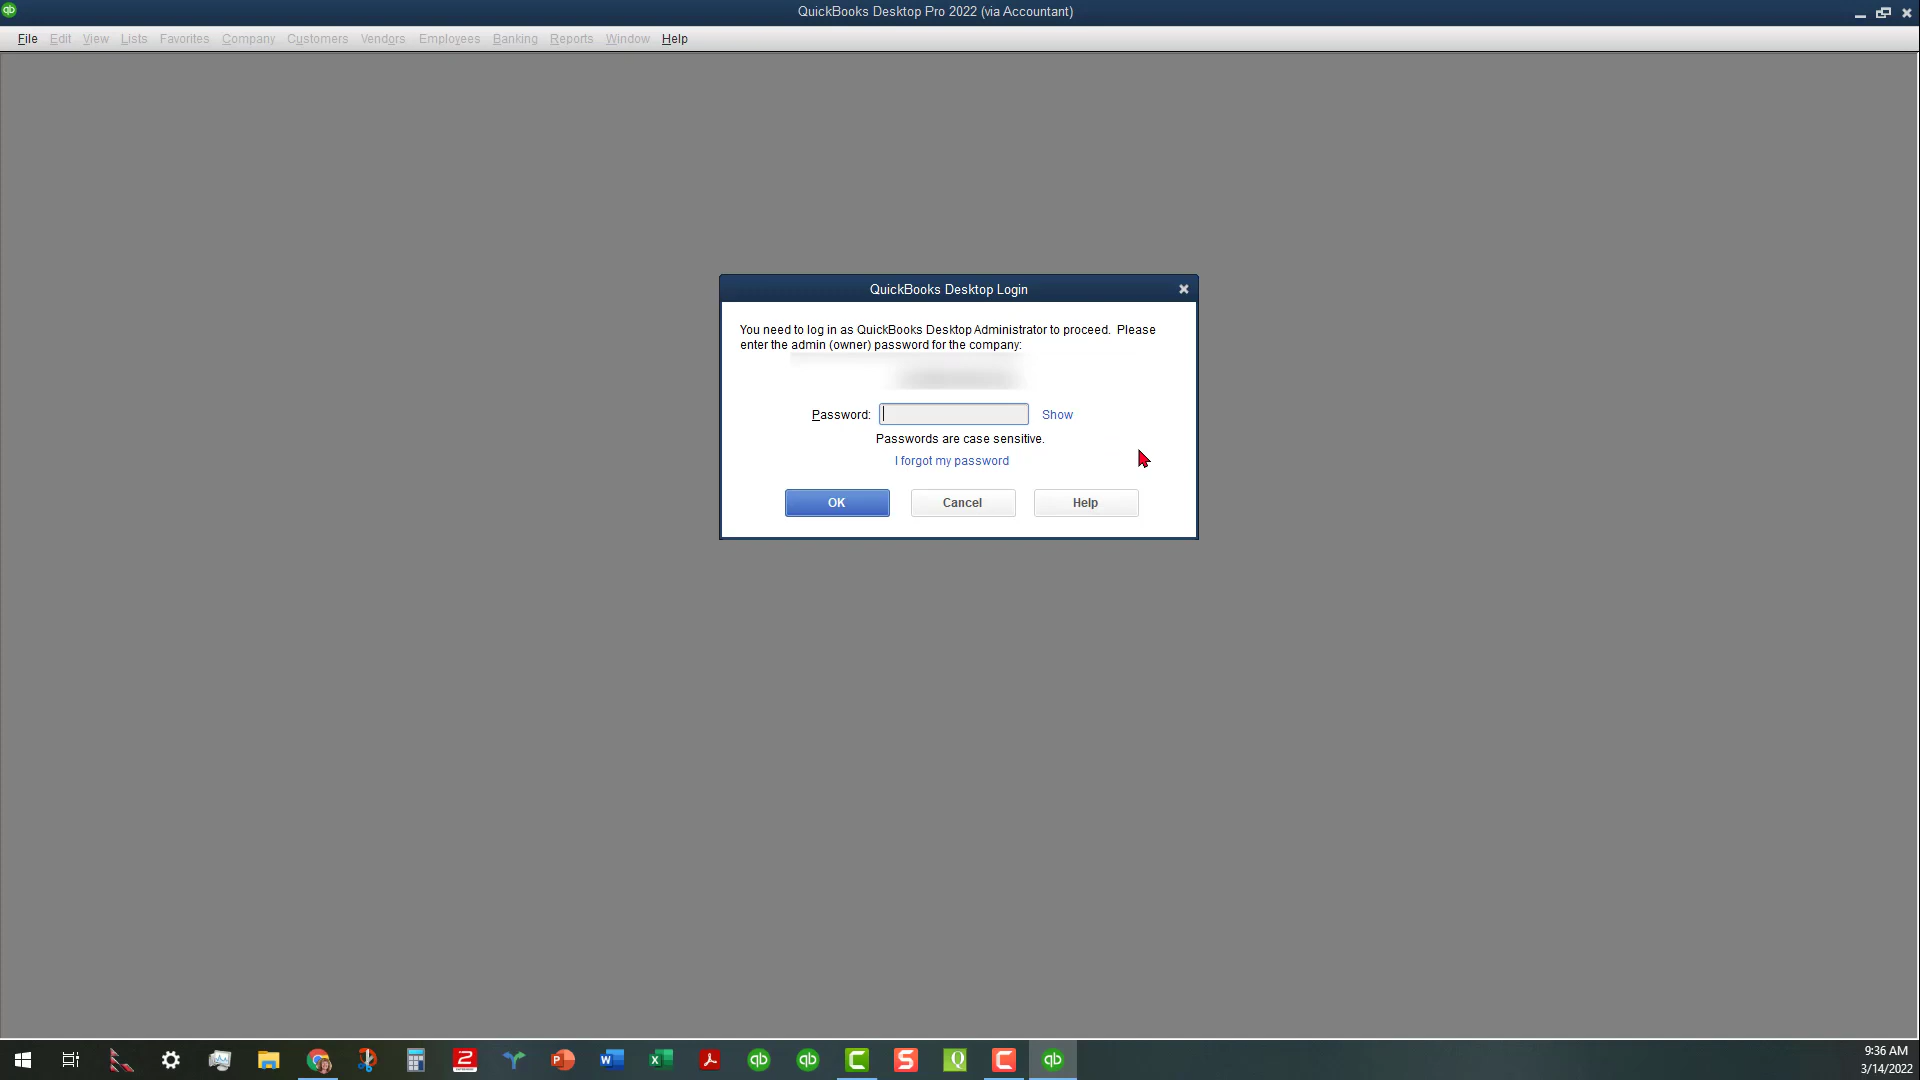 QuickBooks Desktop Pro 2022 (via Accountant)
File Edit View Lists Favorites Company Customers Vendors Employees Banking Reports Window Help
QuickBooks Desktop Login
You need to log in as QuickBooks Desktop Administrator to proceed. Please
enter the admin (owner) password for the company:
Password: Show
Passwords are case sensitive.
I forgot my password
OK Cancel Help
9:36 AM
3/14/2022